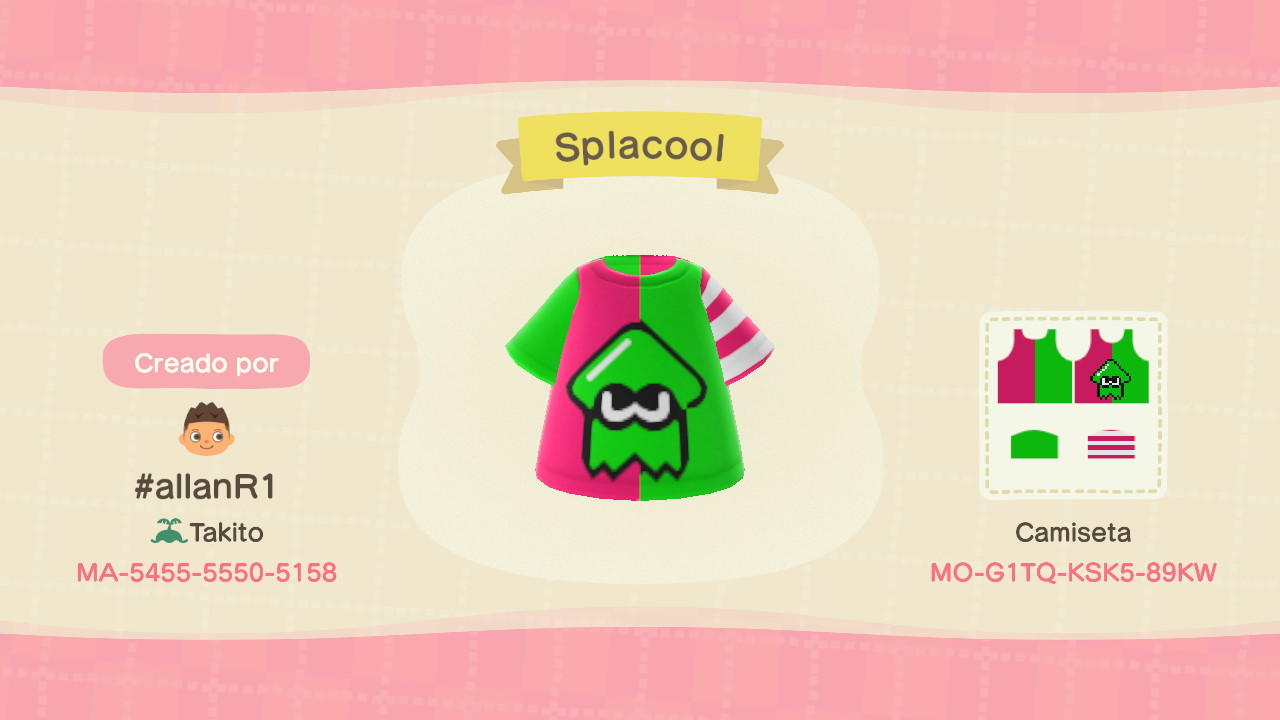 Splacool
Creado por
#allanR1
Takito
MA-5455-5550-5158
Camiseta
MO-G1TQ-KSK5-89KW